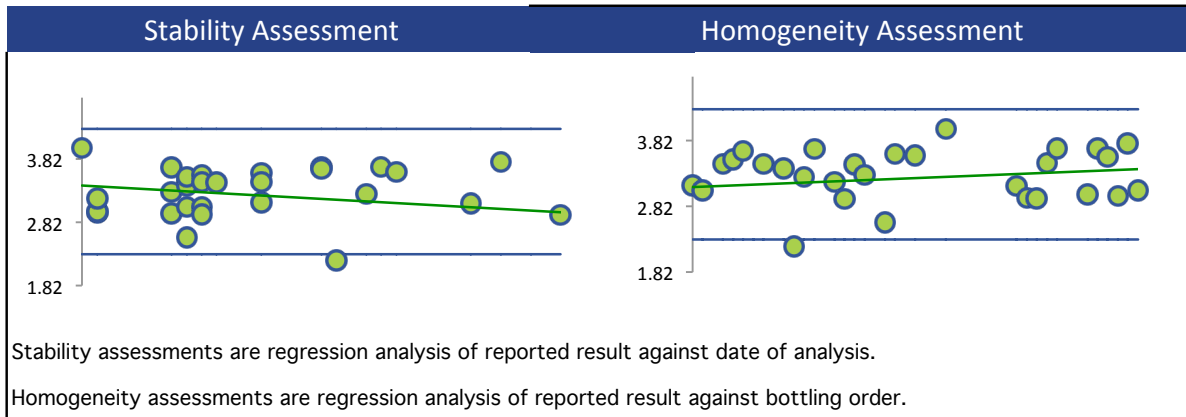 Stability Assessment
Homogeneity Assessment
3.82
2.82
1.82
3.82
2.82
1.82
Stability assessments are regression analysis of reported result against date of analysis.
Homogeneity assessments are regression analysis of reported result against bottling order.